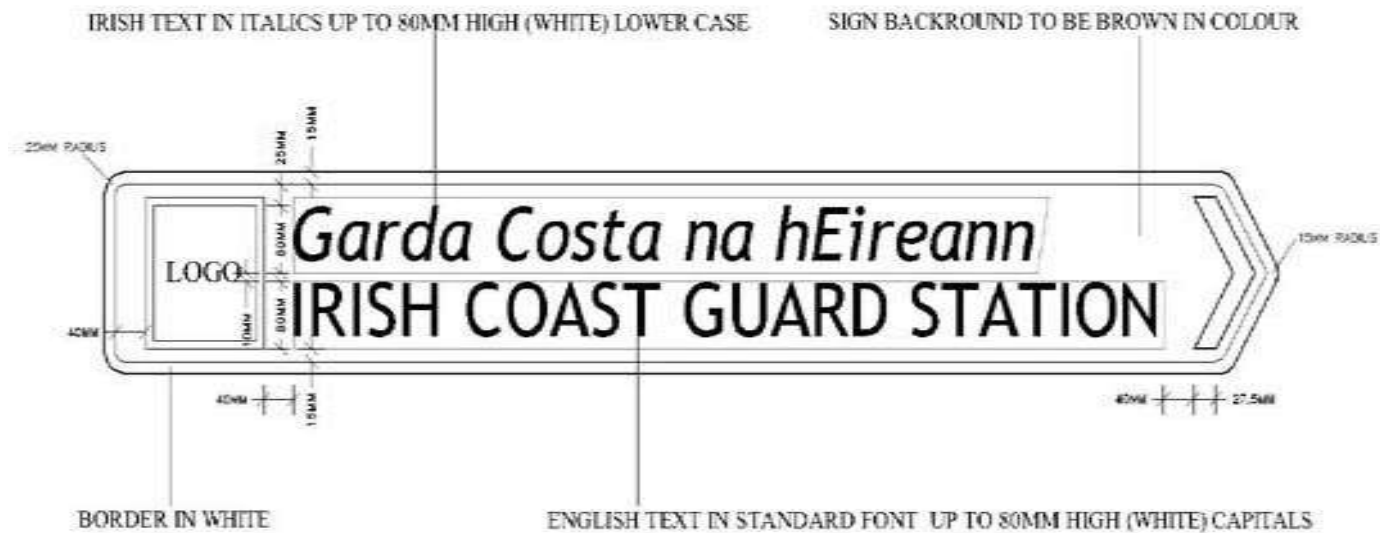 IRISH TEXT IN ITALICS UP TO 80MM HIGH (WHITE) LOWER CASE
SIGN BACKROUND TO BE BROWN IN COLOUR
25MM
15MM
25MM RADIUS
Garda Costa na hEireann
80MM
15MM RADIUS
LOGO
IRISH COAST GUARD STATION
10MM
80MM
40MM
40MM
15MM
40MM
27.5MM
BORDER IN WHITE
ENGLISH TEXT IN STANDARD FONT UP TO 80MM HIGH (WHITE) CAPITALS